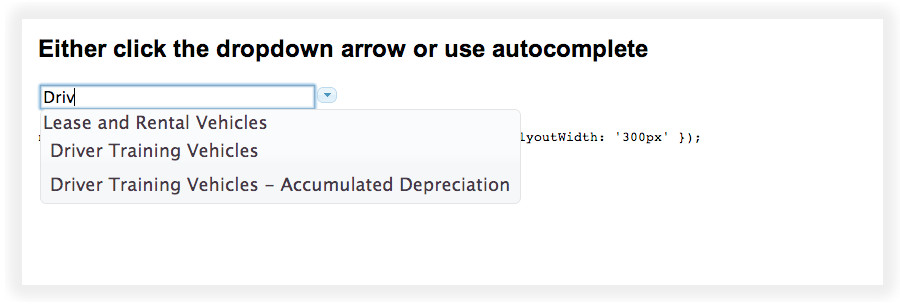 Either click the dropdown arrow or use autocomplete
Driv
Lease and Rental Vehicles
lyoutWidth: '300px' });
Driver Training Vehicles
Driver Training Vehicles – Accumulated Depreciation